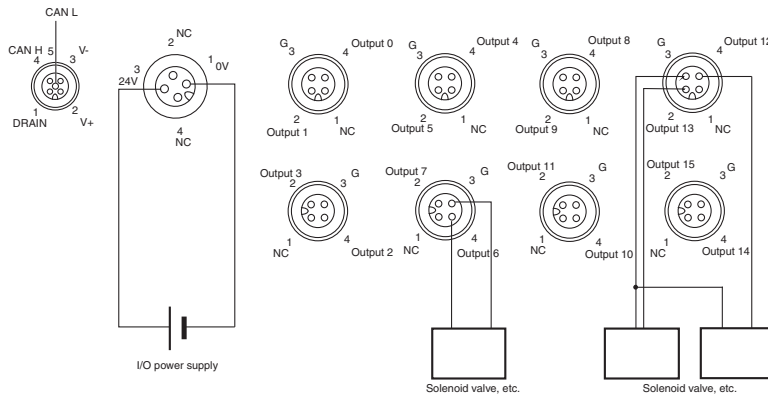 CAN L
CAN H 5 V-
4 3
1 2
DRAIN V+
NC
2
3 1 0V
24V
4
NC
I/O power supply
G 4 Output 0
3
2 1
Output 1 NC
G 4 Output 4
3
2 1
Output 5 NC
G 4 Output 8
3
2 1
Output 9 NC
G 4 Output 12
3
2 1
Output 13 NC
Output 3 G
2 3
1 4
NC Output 2
Output 7 G
2 3
1 4
NC Output 6
Output 11 G
2 3
1 4
NC Output 10
Output 15 G
2 3
1 4
NC Output 14
Solenoid valve, etc.
Solenoid valve, etc.